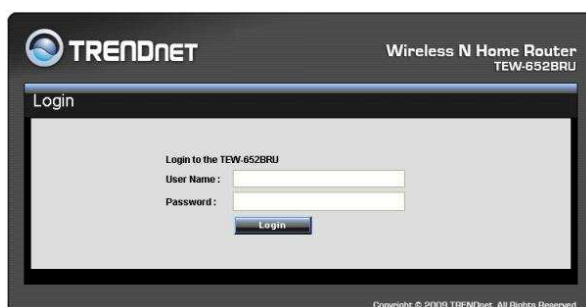 TRENDNET
Wireless N Home Router
TEW-652BRU
Login
Login to the TEW-652BRU
User Name :
Password :
Login
Copyright © 2009 TRENDnet. All Rights Reserved